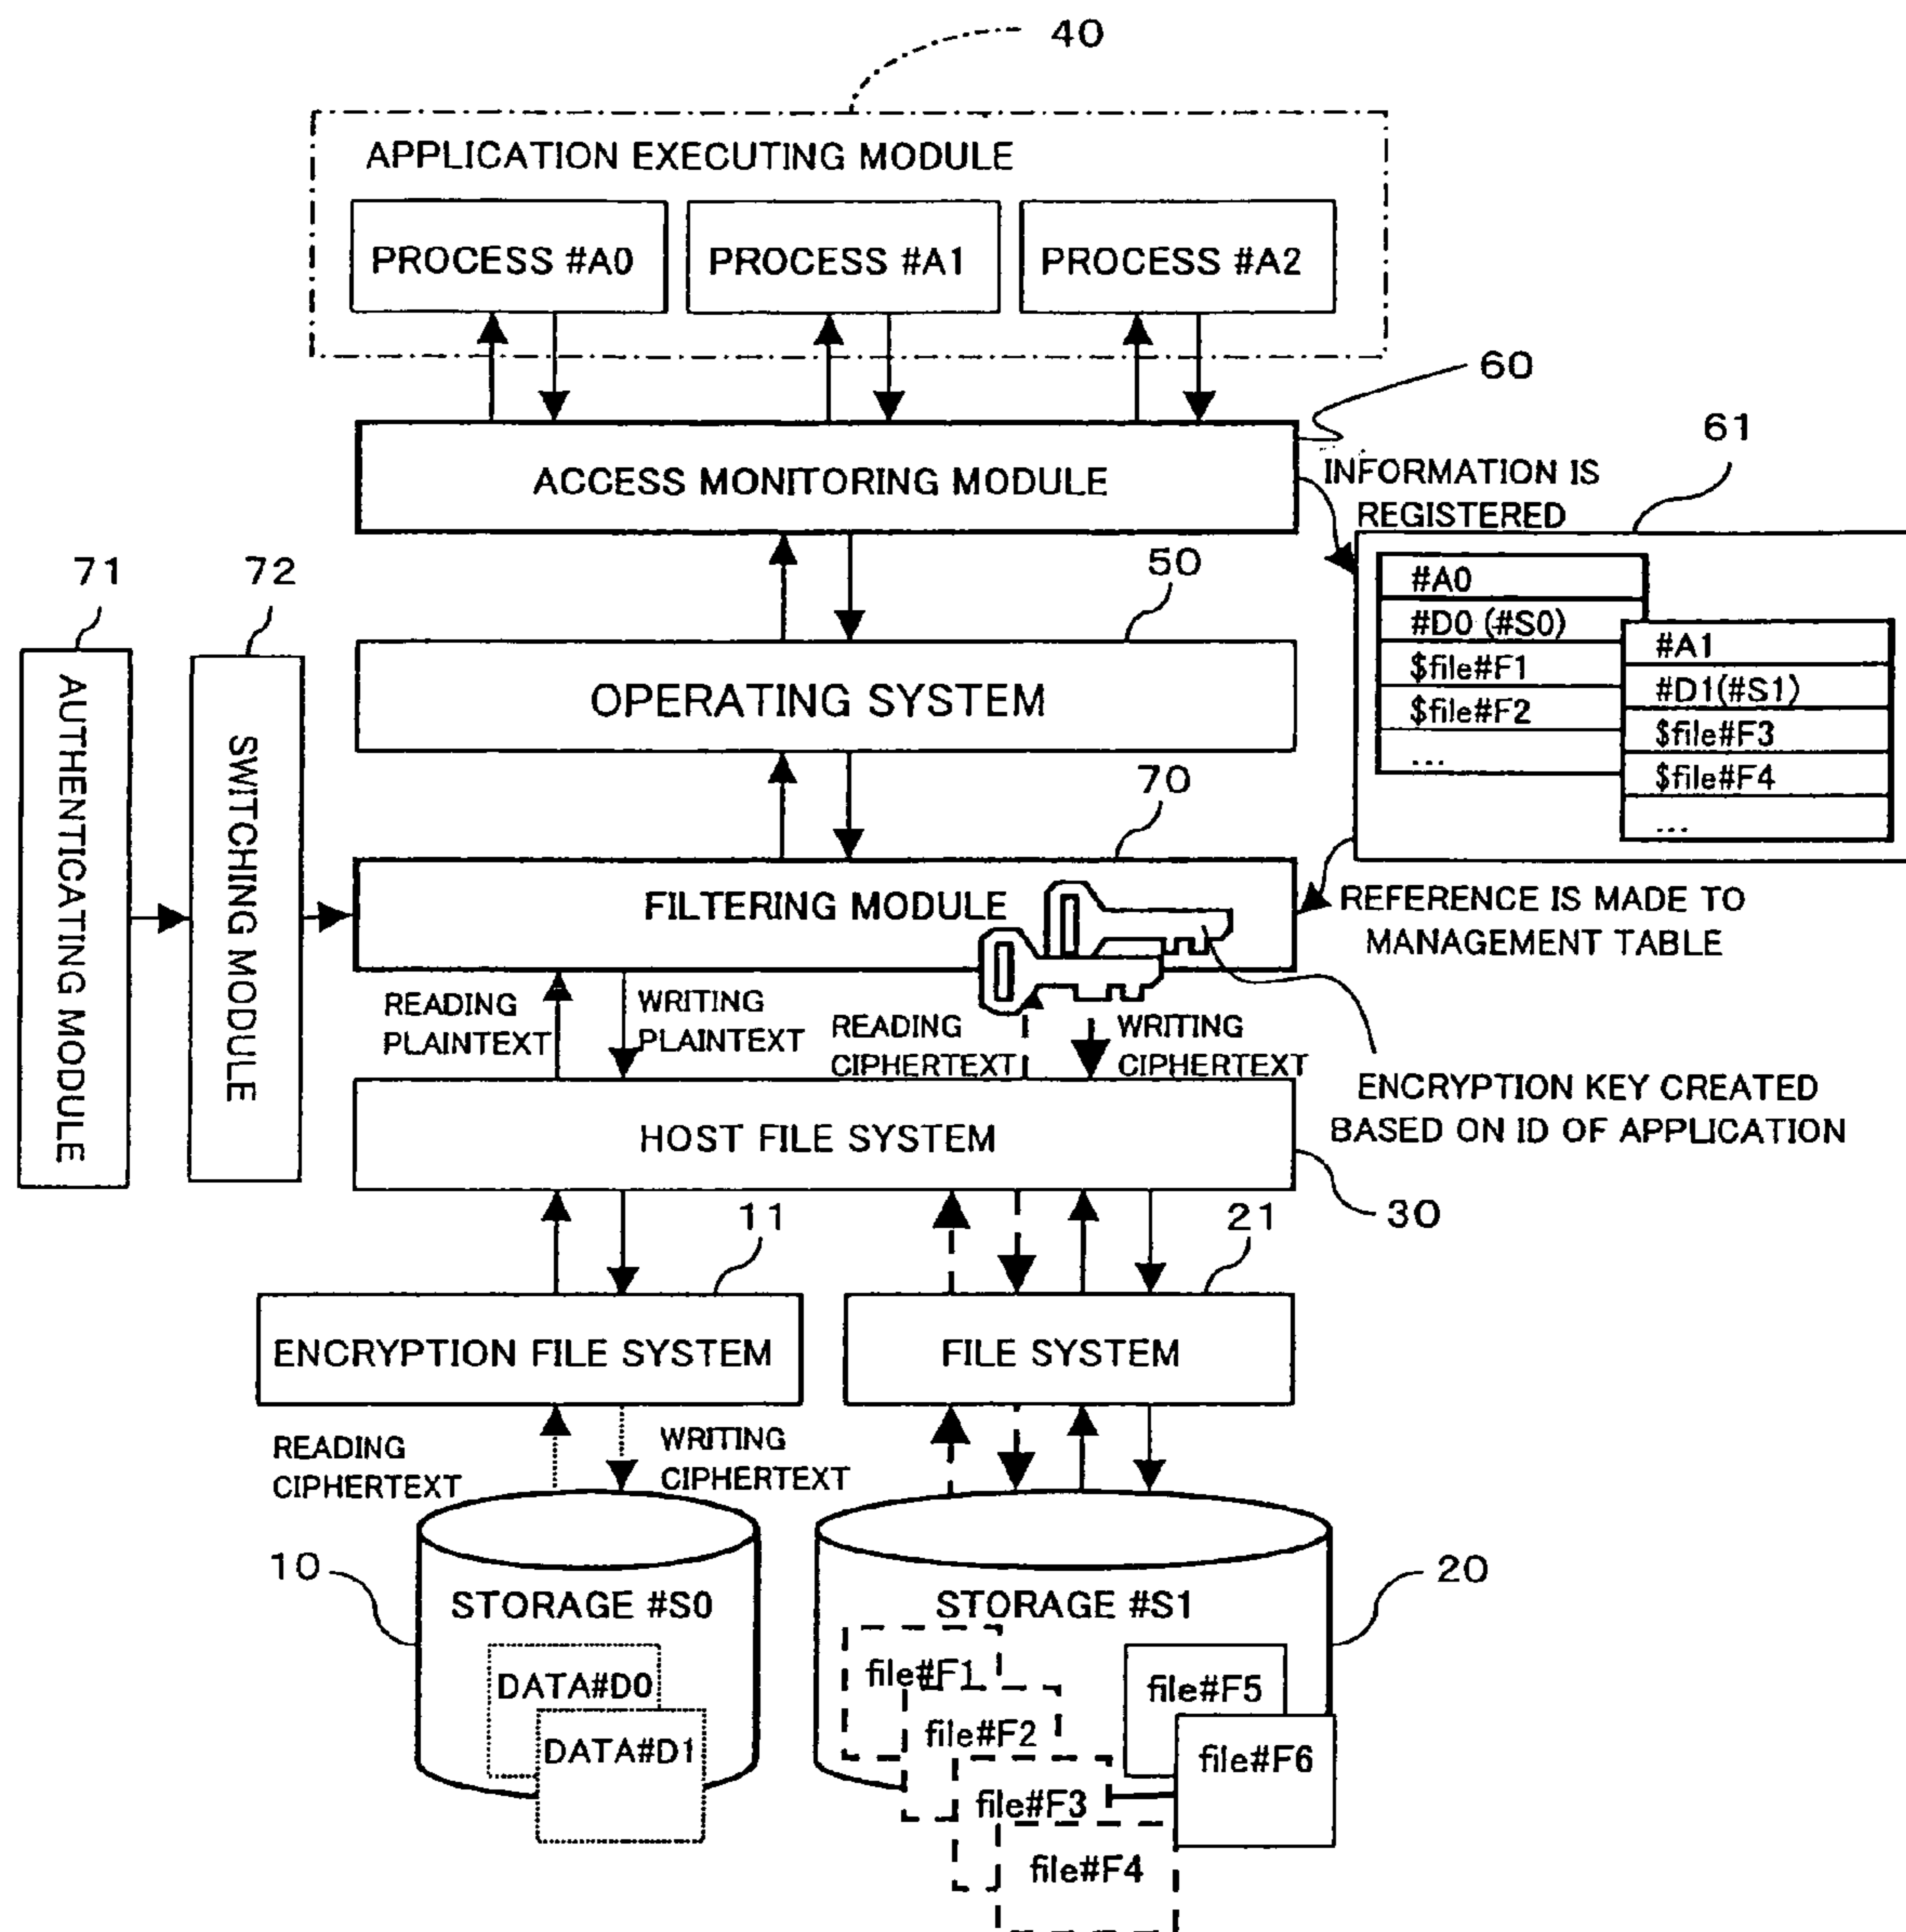 40
APPLICATION EXECUTING MODULE
PROCESS #A0
PROCESS #A1
PROCESS #A2
60
ACCESS MONITORING MODULE
INFORMATION IS
REGISTERED
61
#A0
#D0 (#S0)
$file#F1
$file#F2
...
#A1
#D1(#S1)
$file#F3
$file#F4
...
71
72
50
AUTHENTICATING MODULE
SWITCHING MODULE
OPERATING SYSTEM
70
FILTERING MODULE
REFERENCE IS MADE TO
MANAGEMENT TABLE
READING
PLAINTEXT
WRITING
PLAINTEXT
READING
CIPHERTEXT
WRITING
CIPHERTEXT
ENCRYPTION KEY CREATED
BASED ON ID OF APPLICATION
HOST FILE SYSTEM
30
11
21
ENCRYPTION FILE SYSTEM
FILE SYSTEM
READING
CIPHERTEXT
WRITING
CIPHERTEXT
10
STORAGE #S0
STORAGE #S1
20
DATA#D0
DATA#D1
file#F1
file#F2
file#F3
file#F4
file#F5
file#F6